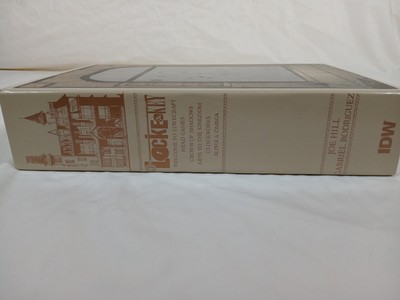 LOCKE & KEY
WELCOME TO LOVECRAFT
HEAD GAMES
CROWN OF SHADOWS
KEYS TO THE KINGDOM
CLOCKWORKS
ALPHA & OMEGA
JOE HILL
GABRIEL RODRIGUEZ
IDW